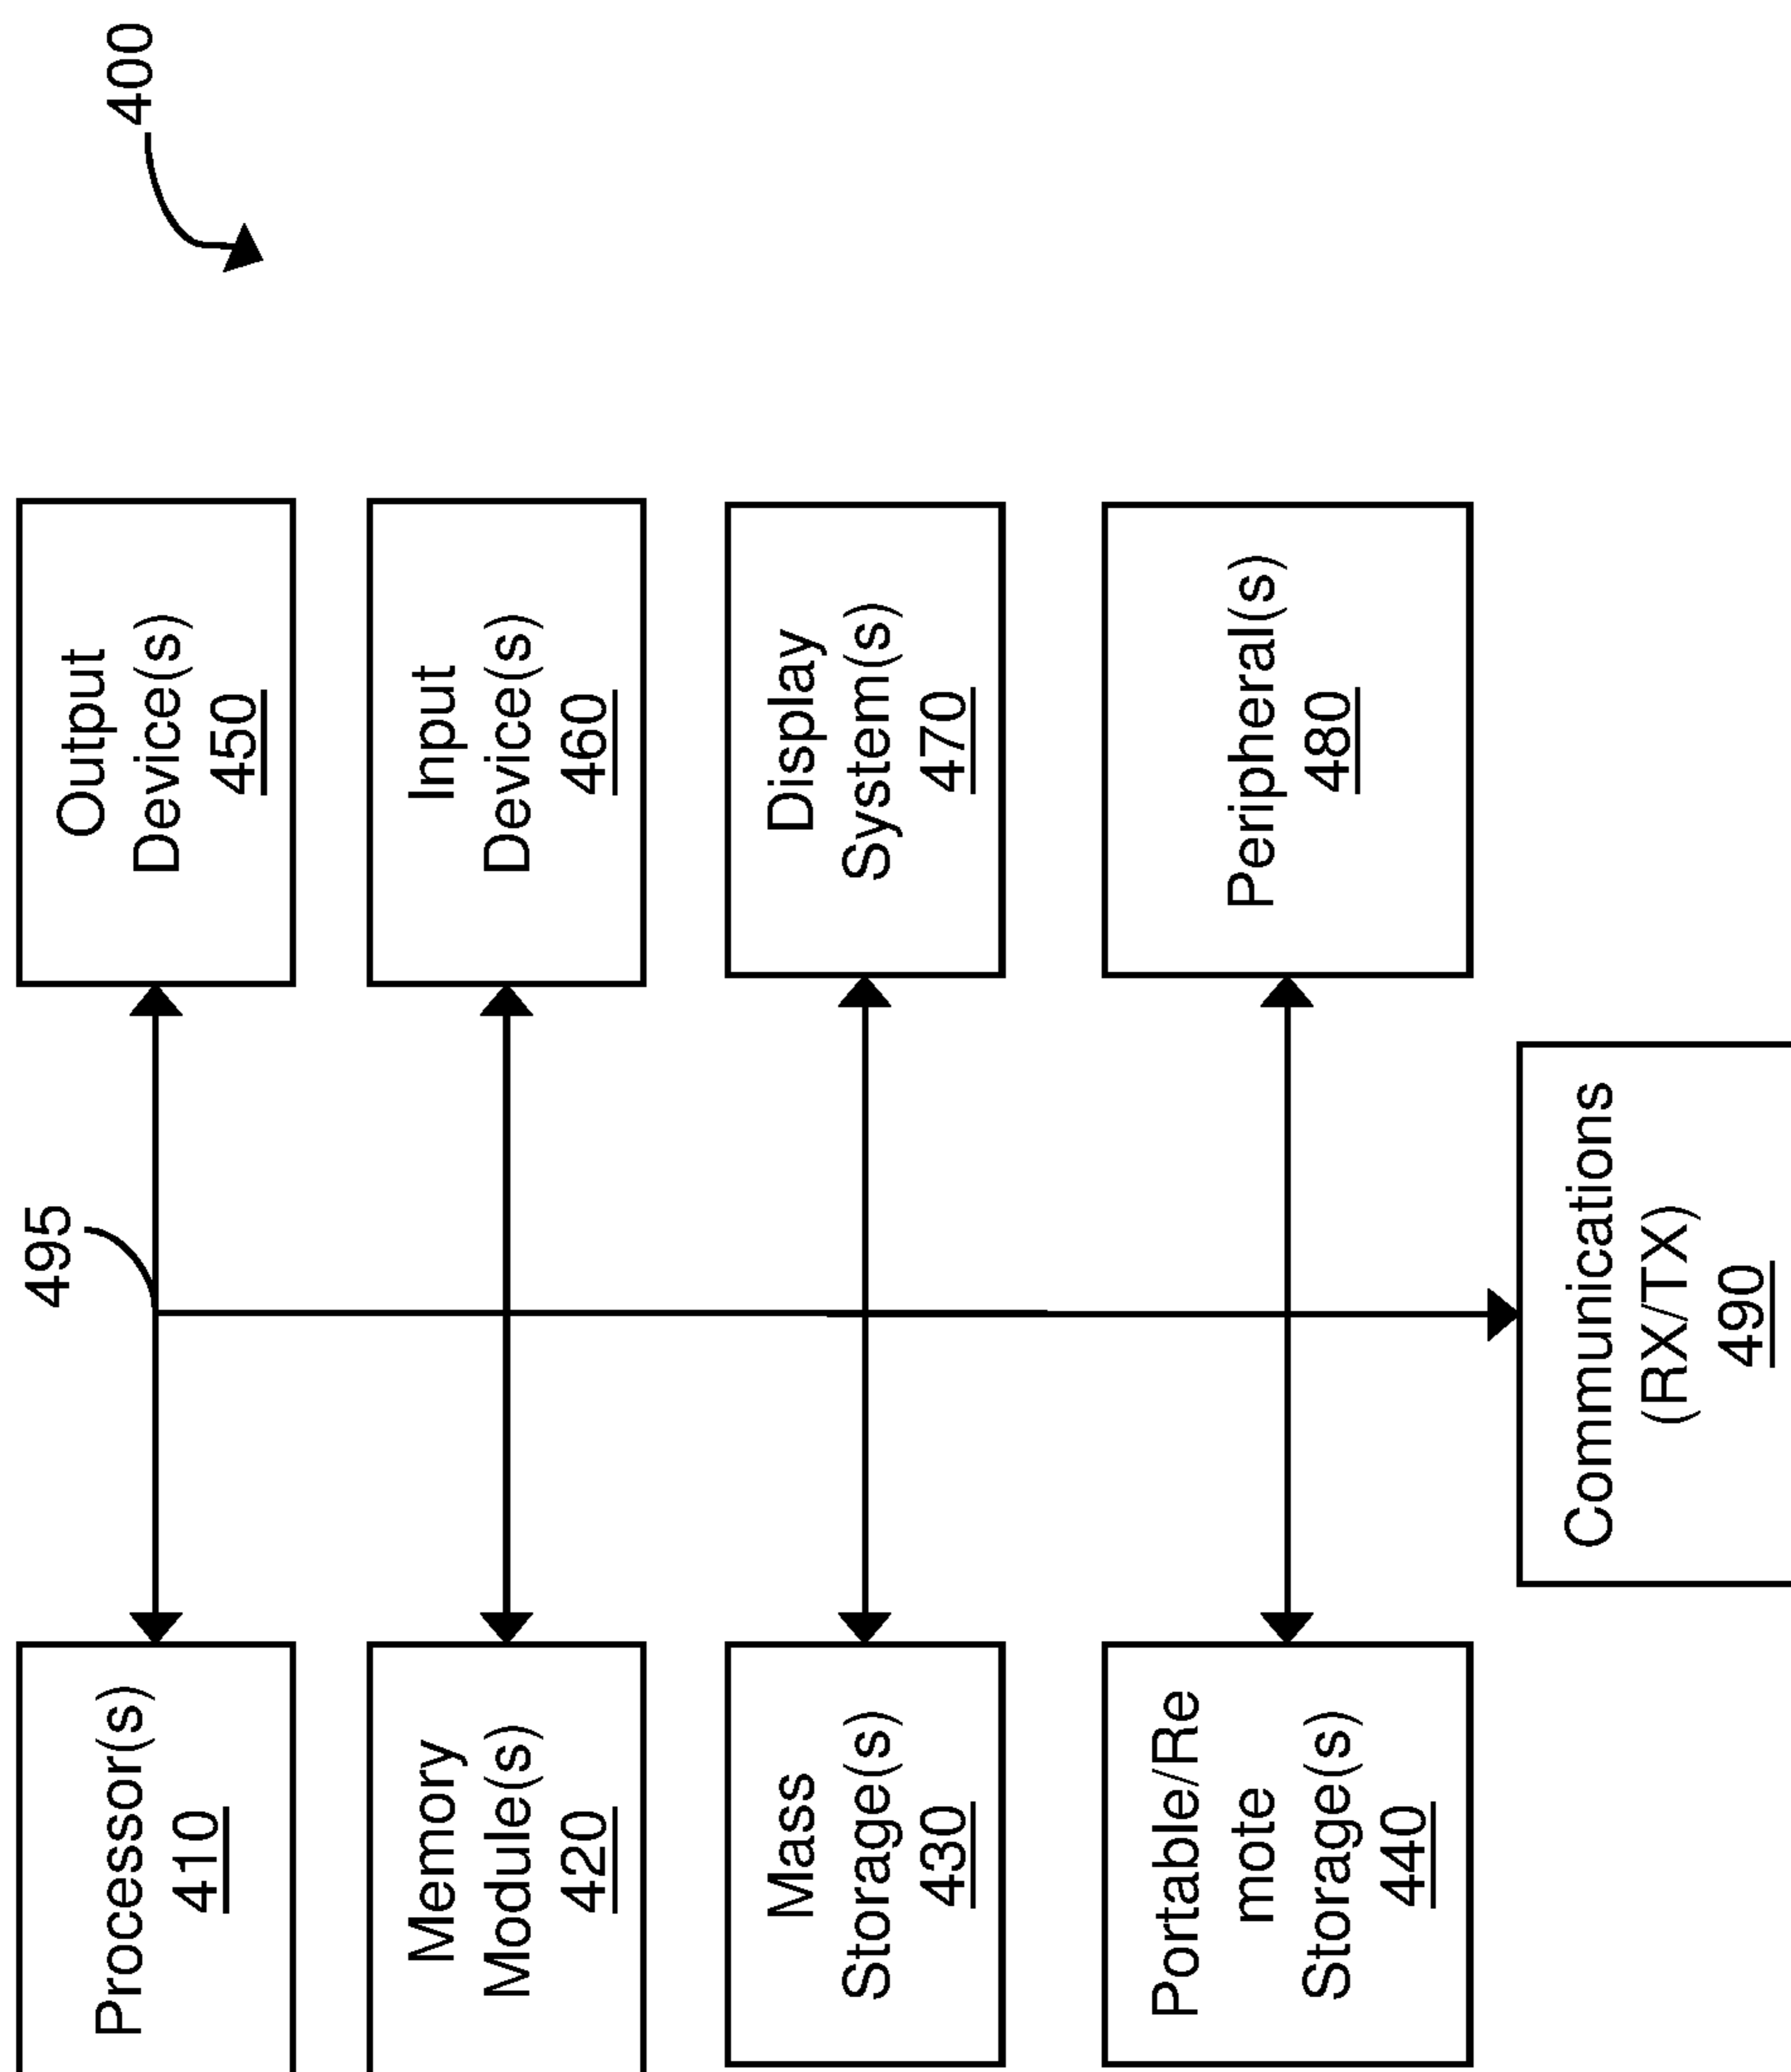 400
495
Processor(s)
410
Memory
Module(s)
420
Mass
Storage(s)
430
Portable/Re
mote
Storage(s)
440
Output
Device(s)
450
Input
Device(s)
460
Display
System(s)
470
Peripheral(s)
480
Communications
(RX/TX)
490